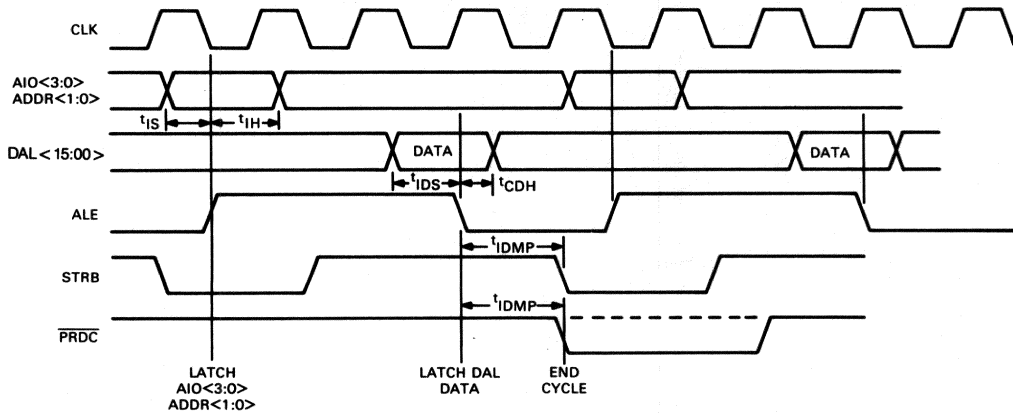 CLK
AIO<3:0>
ADDR<1:0>
tIS
tIH
DAL<15:00>
DATA
DATA
tIDS
tCDH
ALE
tIDMP
STRB
tIDMP
PRDC
LATCH
AIO<3:0>
ADDR<1:0>
LATCH DAL
DATA
END
CYCLE